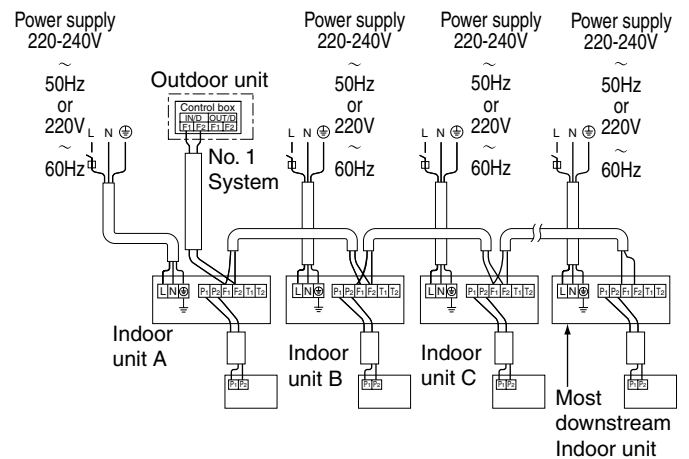 Power supply
220-240V
~
50Hz
or
220V
~
60Hz
L N
Outdoor unit
Control box
IN/D OUT/D
F1 F2 F1 F2
No. 1
System
Power supply
220-240V
~
50Hz
or
220V
~
60Hz
L N
Power supply
220-240V
~
50Hz
or
220V
~
60Hz
L N
Power supply
220-240V
~
50Hz
or
220V
~
60Hz
L N
L N
P1 P2 F1 F2 T1 T2
L N
P1 P2 F1 F2 T1 T2
L N
P1 P2 F1 F2 T1 T2
L N
P1 P2 F1 F2 T1 T2
Indoor
unit A
Indoor
unit B
Indoor
unit C
Most
downstream
Indoor unit
P1 P2
P1 P2
P1 P2
P1 P2